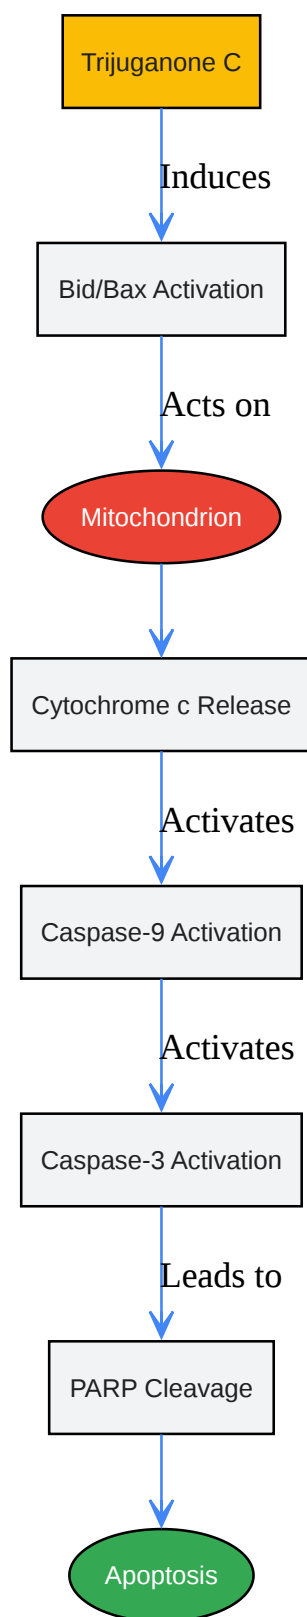 Trijuganone C
Induces
Bid/Bax Activation
Acts on
Mitochondrion
Cytochrome c Release
Activates
Caspase-9 Activation
Activates
Caspase-3 Activation
Leads to
PARP Cleavage
Apoptosis